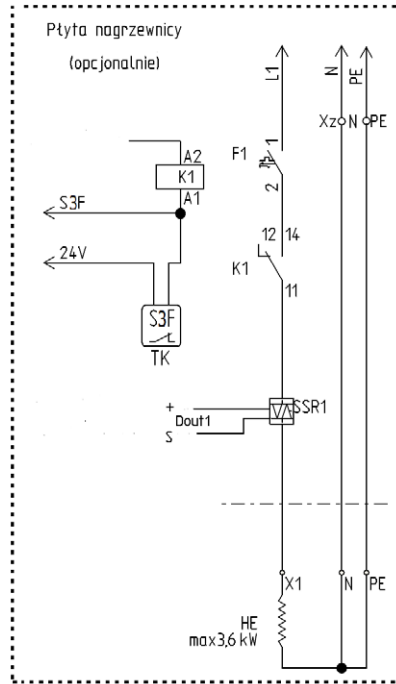 Płyta nagrzewnicy
(opcjonalnie)
L1
N
PE
Xz N PE
F1
1
2
A2
K1
A1
S3F
24V
S3F
TK
12 14
K1
11
+
Dout1
S
SSR1
X1 N PE
HE
max3,6 kW